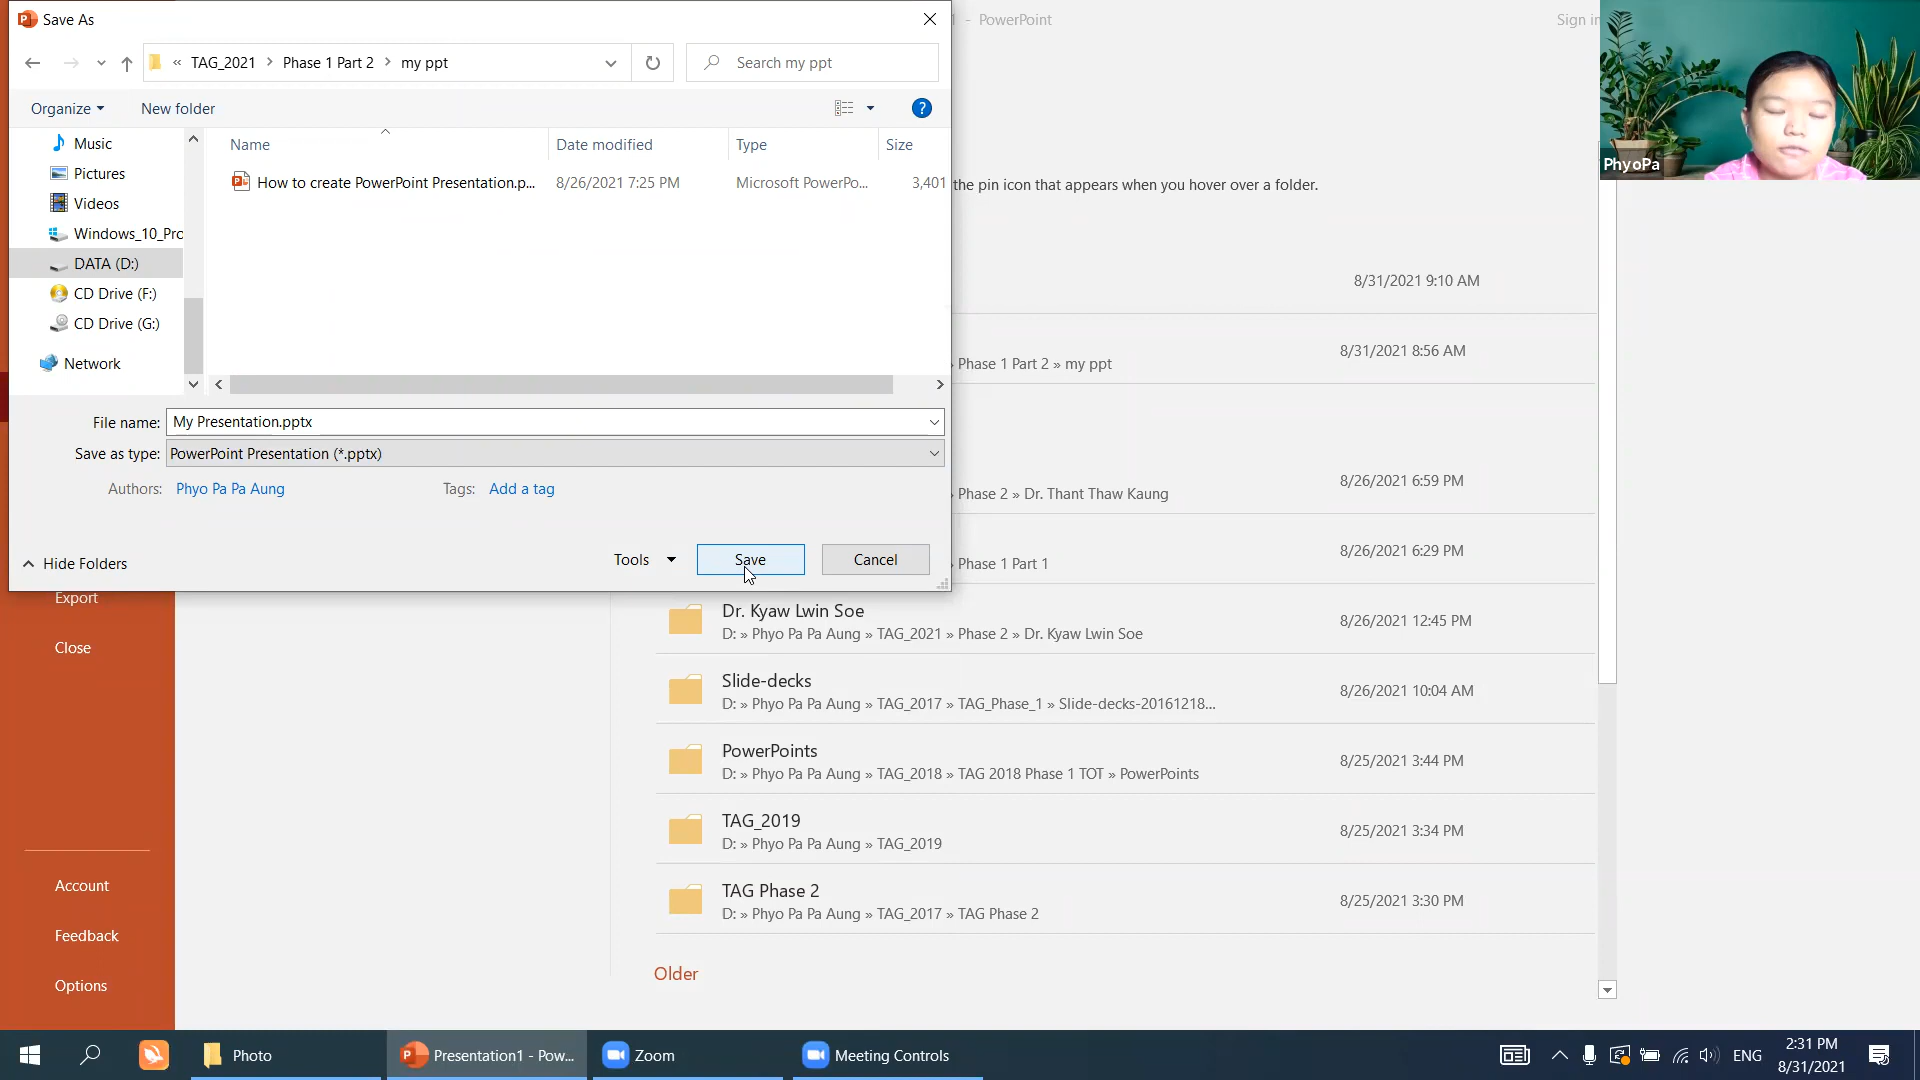 Save As
1 - PowerPoint
Sign in
« TAG_2021 > Phase 1 Part 2 > my ppt
Search my ppt
Organize
New folder
Music
Pictures
Videos
Windows_10_Pro
DATA (D:)
CD Drive (F:)
CD Drive (G:)
Network
Name
Date modified
Type
Size
How to create PowerPoint Presentation.p...
8/26/2021 7:25 PM
Microsoft PowerPo...
3,401
File name:
My Presentation.pptx
Save as type:
PowerPoint Presentation (*.pptx)
Authors:
Phyo Pa Pa Aung
Tags:
Add a tag
Hide Folders
Tools
Save
Cancel
PhyoPa
the pin icon that appears when you hover over a folder.
8/31/2021 9:10 AM
» Phase 1 Part 2 » my ppt
8/31/2021 8:56 AM
» Phase 2 » Dr. Thant Thaw Kaung
8/26/2021 6:59 PM
» Phase 1 Part 1
8/26/2021 6:29 PM
Dr. Kyaw Lwin Soe
D: » Phyo Pa Pa Aung » TAG_2021 » Phase 2 » Dr. Kyaw Lwin Soe
8/26/2021 12:45 PM
Slide-decks
D: » Phyo Pa Pa Aung » TAG_2017 » TAG_Phase_1 » Slide-decks-20161218...
8/26/2021 10:04 AM
PowerPoints
D: » Phyo Pa Pa Aung » TAG_2018 » TAG 2018 Phase 1 TOT » PowerPoints
8/25/2021 3:44 PM
TAG_2019
D: » Phyo Pa Pa Aung » TAG_2019
8/25/2021 3:34 PM
TAG Phase 2
D: » Phyo Pa Pa Aung » TAG_2017 » TAG Phase 2
8/25/2021 3:30 PM
Older
Export
Close
Account
Feedback
Options
Photo
Presentation1 - Pow...
Zoom
Meeting Controls
ENG
2:31 PM
8/31/2021